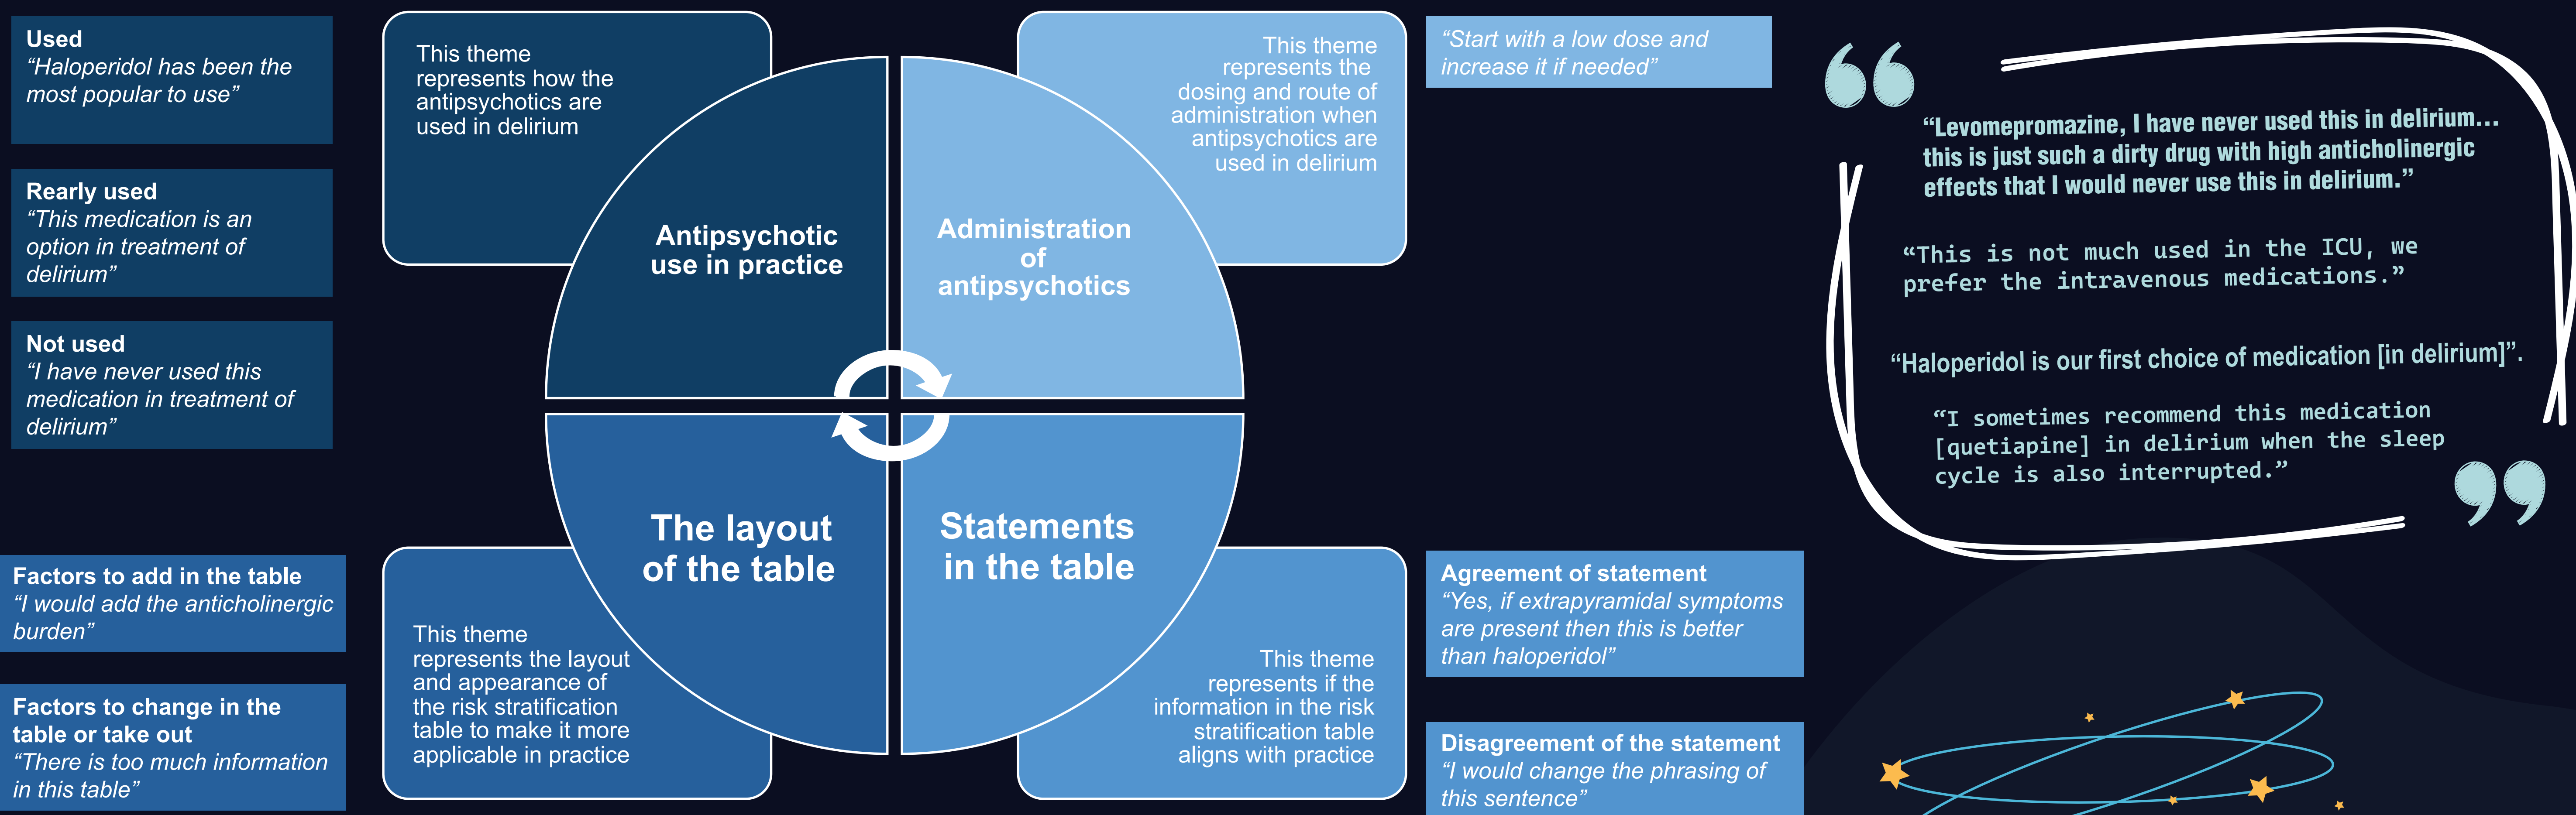 Used
“Haloperidol has been the
most popular to use”
Rearly used
“This medication is an
option in treatment of
delirium”
Not used
“I have never used this
medication in treatment of
delirium”
Factors to add in the table
“I would add the anticholinergic
burden”
Factors to change in the
table or take out
“There is too much information
in this table”
This theme
represents how the
antipsychotics are
used in delirium
Antipsychotic
use in practice
This theme
represents the
dosing and route of
administration when
antipsychotics are
used in delirium
Administration
of
antipsychotics
The layout
of the table
This theme
represents the layout
and appearance of
the risk stratification
table to make it more
applicable in practice
Statements
in the table
This theme
represents if the
information in the risk
stratification table
aligns with practice
“Start with a low dose and
increase it if needed”
Agreement of statement
“Yes, if extrapyramidal symptoms
are present then this is better
than haloperidol”
Disagreement of the statement
“I would change the phrasing of
this sentence”
“Levomepromazine, I have never used this in delirium...
this is just such a dirty drug with high anticholinergic
effects that I would never use this in delirium.”
“This is not much used in the ICU, we
prefer the intravenous medications.”
“Haloperidol is our first choice of medication [in delirium]”.
“I sometimes recommend this medication
[quetiapine] in delirium when the sleep
cycle is also interrupted.”